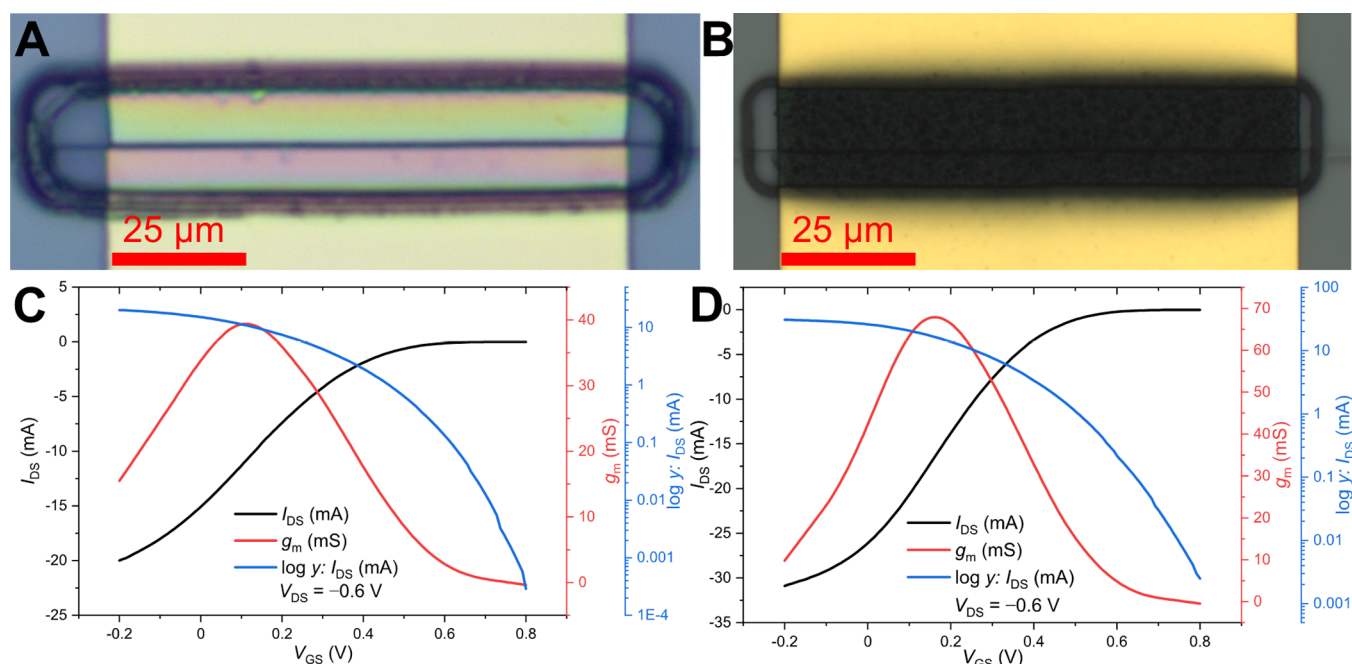 A
25 μm
B
25 μm
C
5
0
-5
-10
-15
-20
-25
I_DS (mA)
-0.2
0
0.2
0.4
0.6
0.8
V_GS (V)
40
30
20
10
0
g_m (mS)
10
1
0.1
0.01
0.001
1E-4
log y: I_DS (mA)
I_DS (mA)
g_m (mS)
log y: I_DS (mA)
V_DS = −0.6 V
D
0
-5
-10
-15
-20
-25
-30
-35
I_DS (mA)
-0.2
0
0.2
0.4
0.6
0.8
V_GS (V)
70
60
50
40
30
20
10
0
g_m (mS)
100
10
1
0.1
0.01
0.001
log y: I_DS (mA)
I_DS (mA)
g_m (mS)
log y: I_DS (mA)
V_DS = −0.6 V